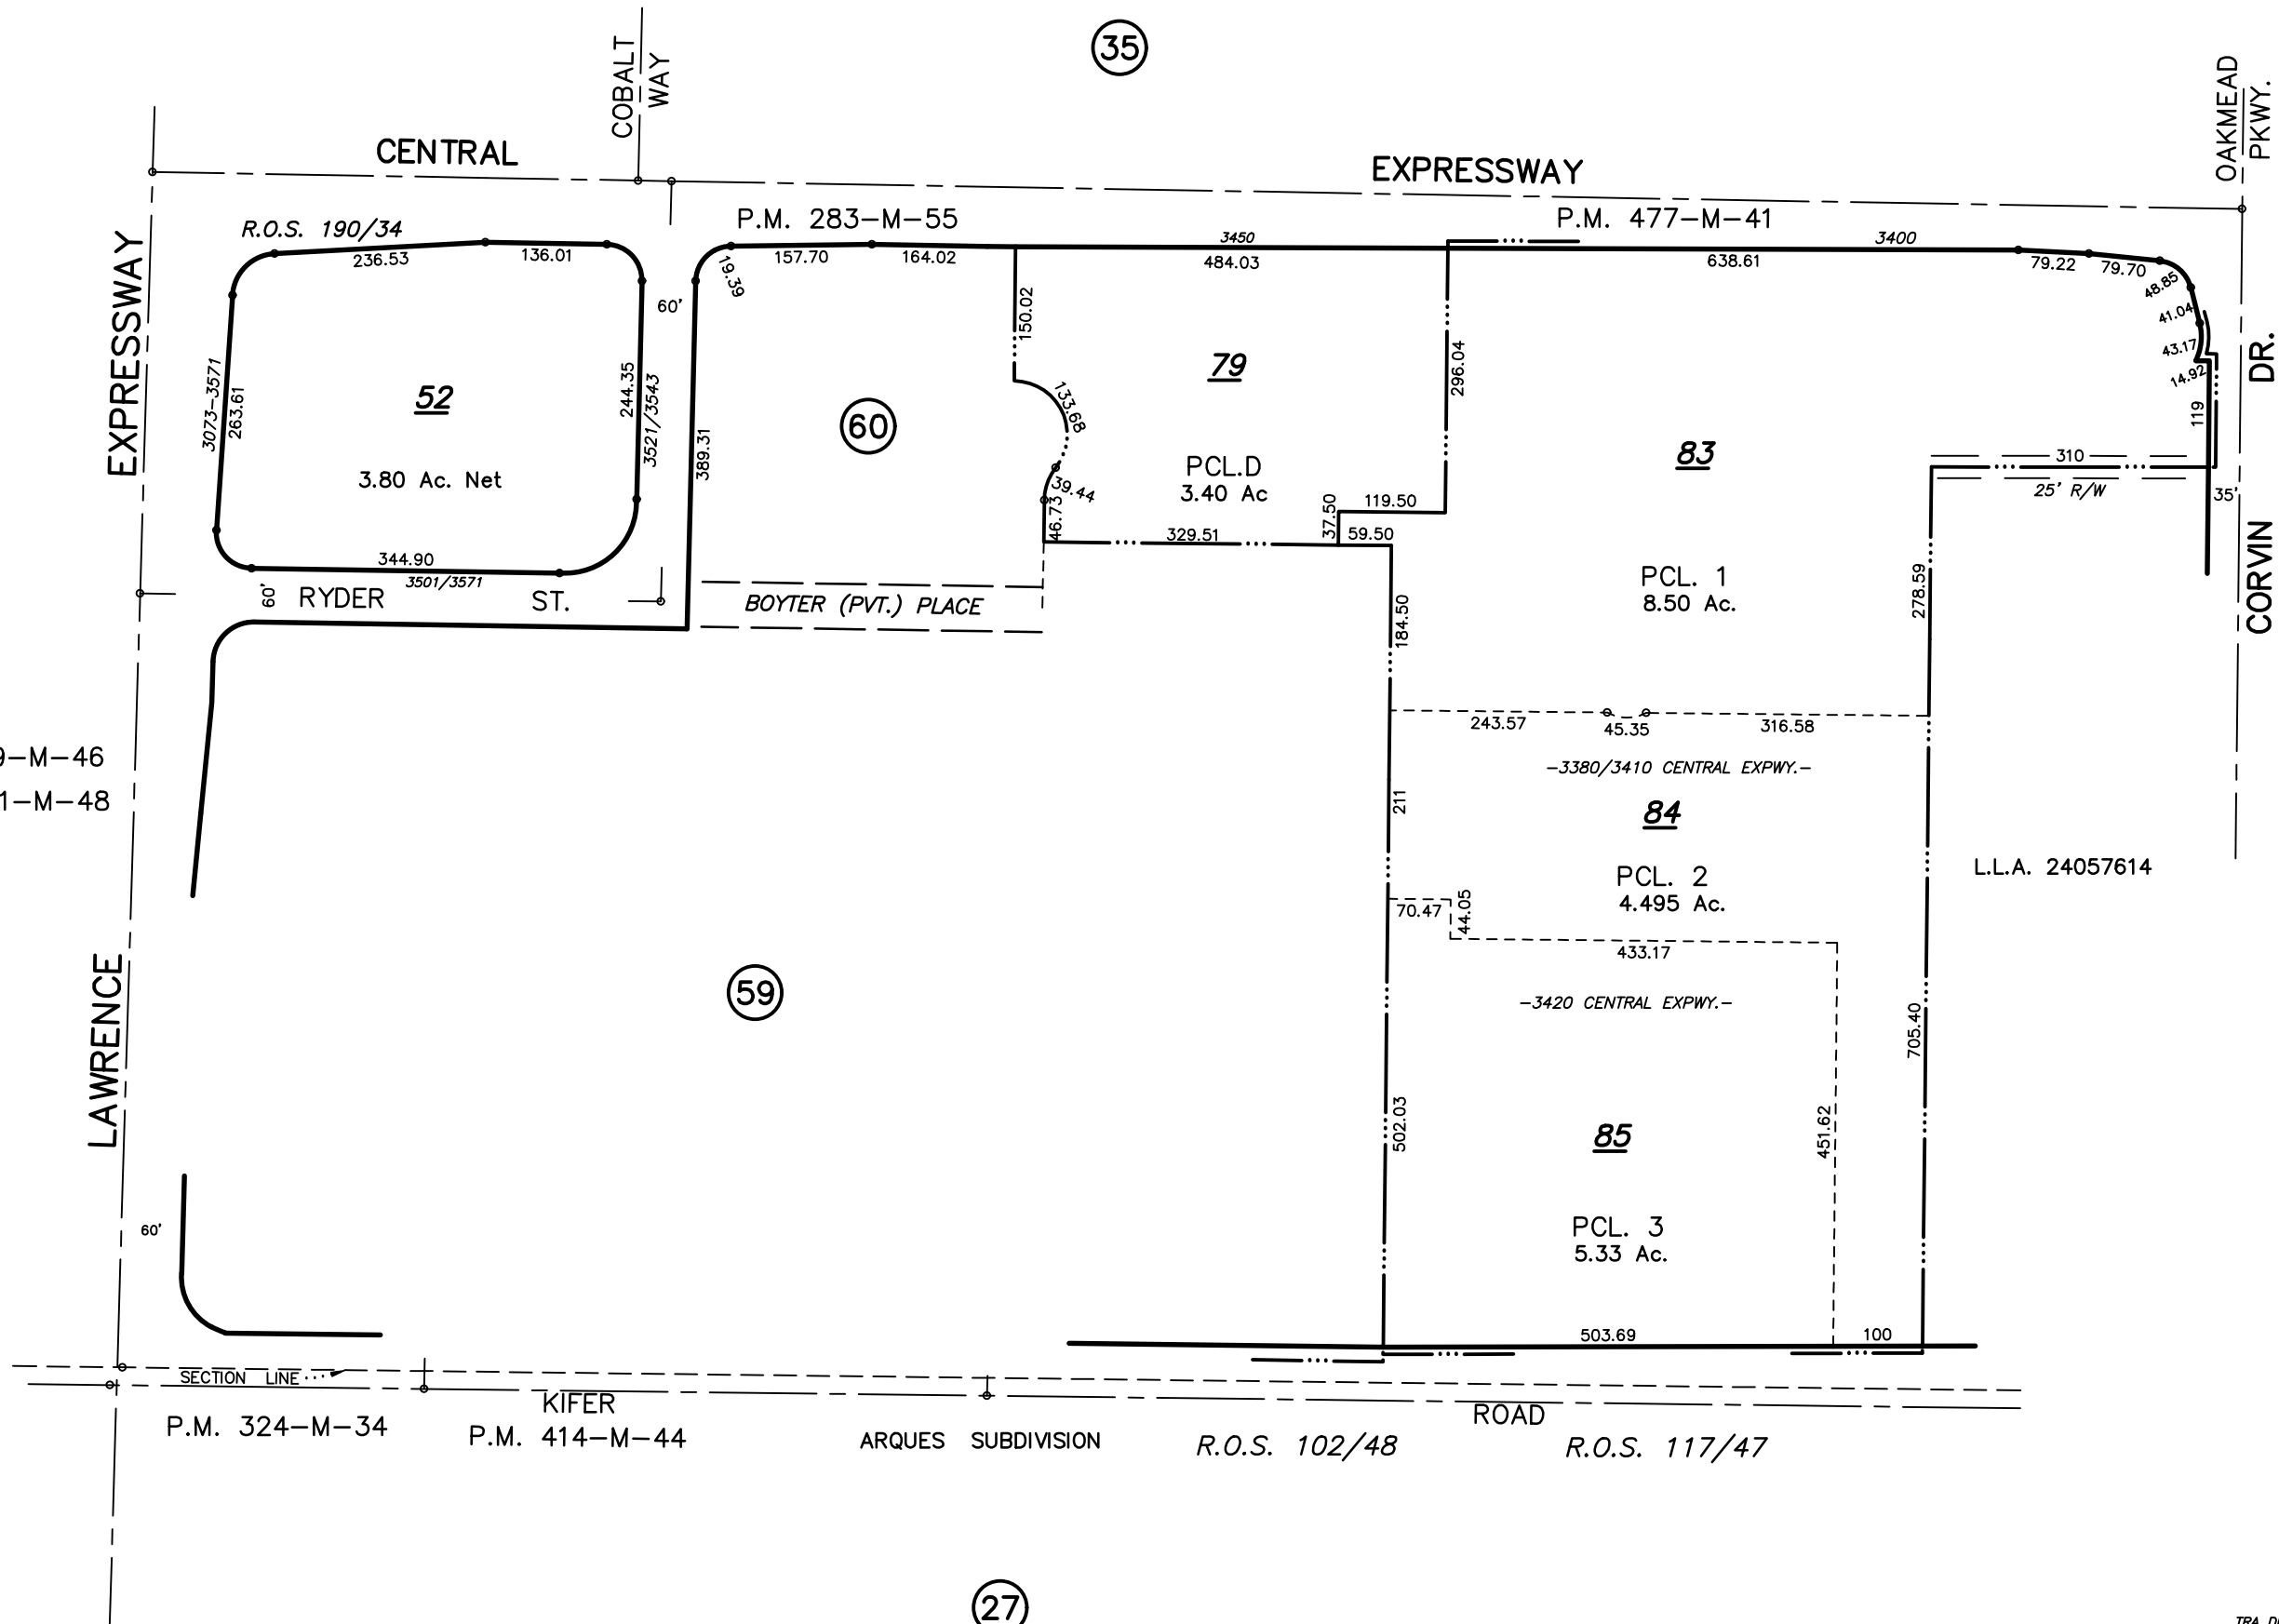 35
COBALT
WAY
OAKMEAD
PKWY.
CENTRAL
EXPRESSWAY
R.O.S. 190/34
P.M. 283-M-55
P.M. 477-M-41
236.53
136.01
157.70
164.02
3450
484.03
3400
638.61
79.22
79.70
48.85
41.04
43.17
14.92
119
19.39
60'
150.02
EXPRESSWAY
3073-3571
263.61
52
3.80 Ac. Net
244.35
3521/3543
389.31
60
133.68
39.44
46.73
79
PCL.D
3.40 Ac
296.04
119.50
37.50
59.50
329.51
83
PCL. 1
8.50 Ac.
310
25' R/W
35'
DR.
CORVIN
344.90
3501/3571
60'
RYDER ST.
BOYTER (PVT.) PLACE
184.50
278.59
243.57
45.35
316.58
-3380/3410 CENTRAL EXPWY.-
9-M-46
1-M-48
211
84
PCL. 2
4.495 Ac.
L.L.A. 24057614
70.47
44.05
433.17
LAWRENCE
59
-3420 CENTRAL EXPWY.-
705.40
502.03
85
451.62
PCL. 3
5.33 Ac.
60'
503.69
100
SECTION LINE
KIFER
ROAD
P.M. 324-M-34
P.M. 414-M-44
ARQUES SUBDIVISION
R.O.S. 102/48
R.O.S. 117/47
27